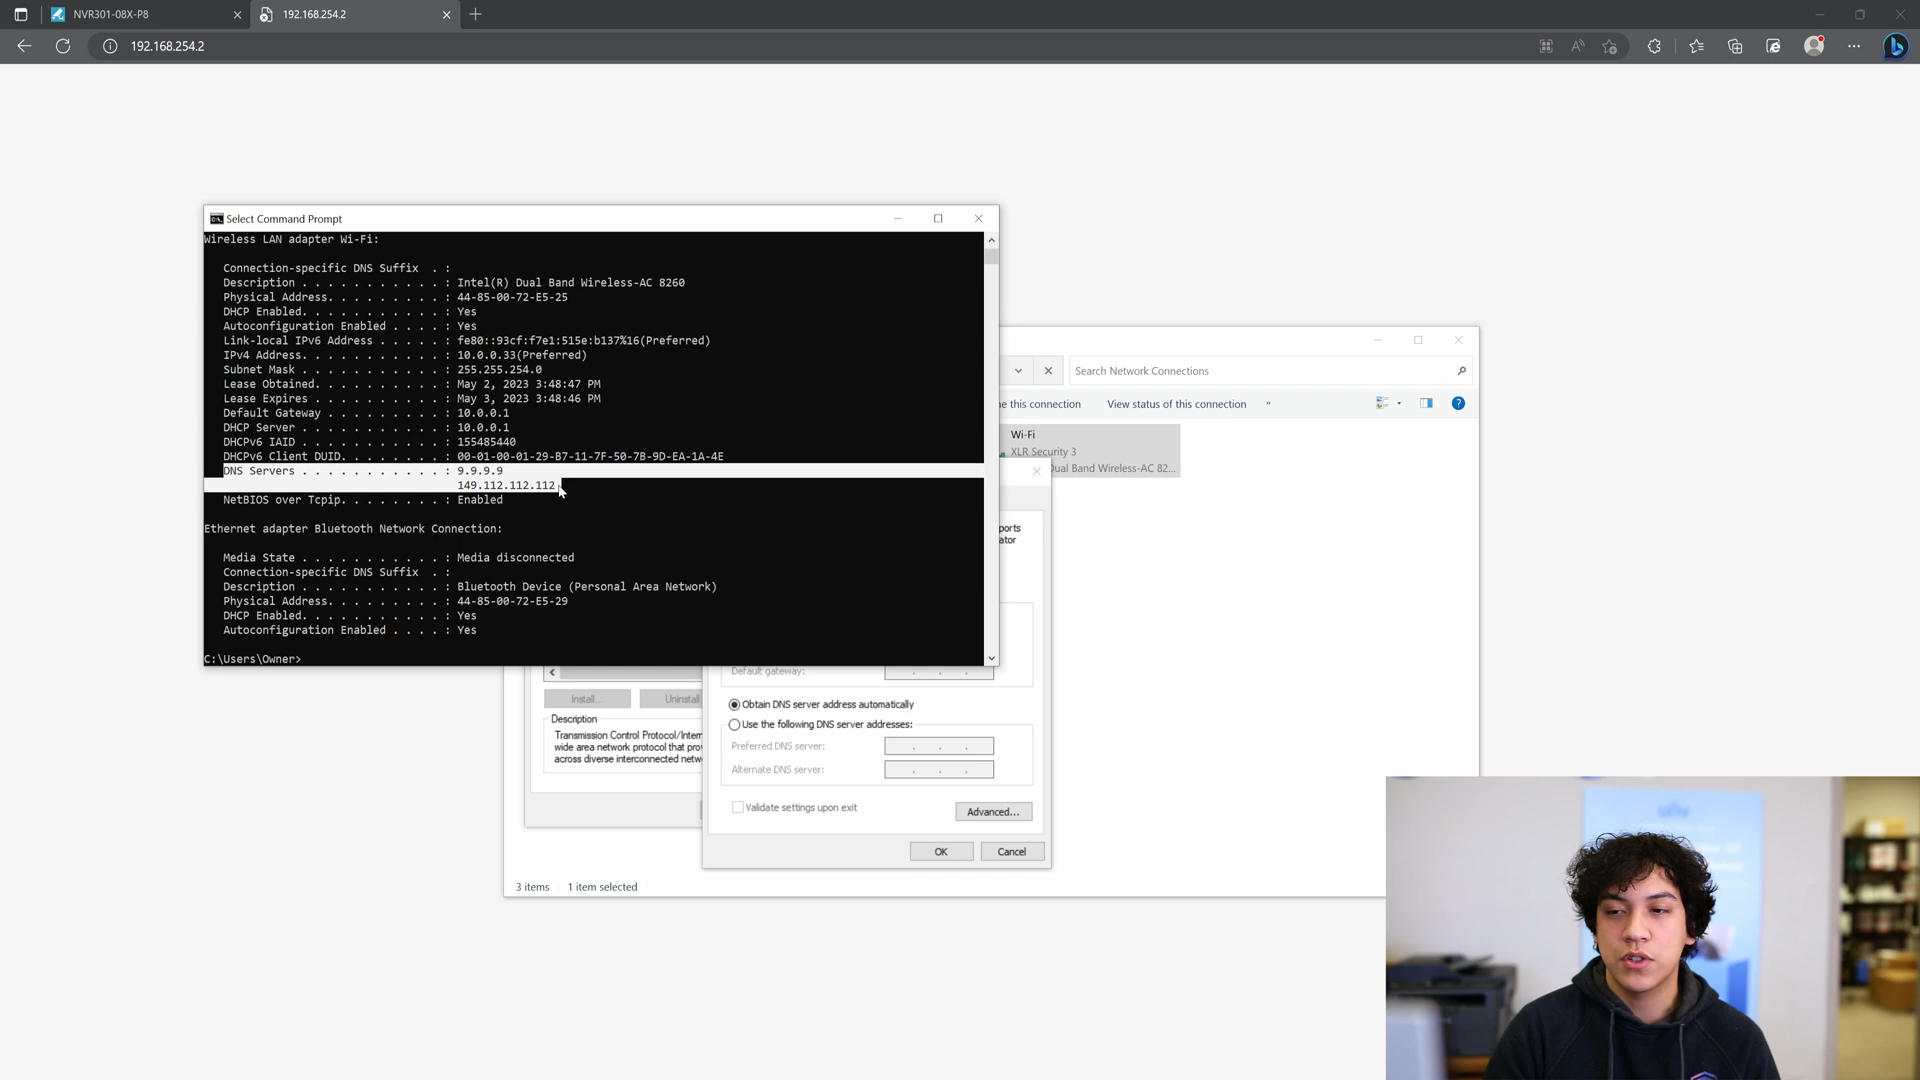 NVR301-08X-P8
192.168.254.2
192.168.254.2
Select Command Prompt
Wireless LAN adapter Wi-Fi:
Connection-specific DNS Suffix . :
Description . . . . . . . . . . . : Intel(R) Dual Band Wireless-AC 8260
Physical Address. . . . . . . . . : 44-85-00-72-E5-25
DHCP Enabled. . . . . . . . . . . : Yes
Autoconfiguration Enabled . . . . : Yes
Link-local IPv6 Address . . . . . : fe80::93cf:f7e1:515e:b137%16(Preferred)
IPv4 Address. . . . . . . . . . . : 10.0.0.33(Preferred)
Subnet Mask . . . . . . . . . . . : 255.255.254.0
Lease Obtained. . . . . . . . . . : May 2, 2023 3:48:47 PM
Lease Expires . . . . . . . . . . : May 3, 2023 3:48:46 PM
Default Gateway . . . . . . . . . : 10.0.0.1
DHCP Server . . . . . . . . . . . : 10.0.0.1
DHCPv6 IAID . . . . . . . . . . . : 155485440
DHCPv6 Client DUID. . . . . . . . : 00-01-00-01-29-B7-11-7F-50-7B-9D-EA-1A-4E
DNS Servers . . . . . . . . . . . : 9.9.9.9
149.112.112.112
NetBIOS over Tcpip. . . . . . . . : Enabled
Ethernet adapter Bluetooth Network Connection:
Media State . . . . . . . . . . . : Media disconnected
Connection-specific DNS Suffix . :
Description . . . . . . . . . . . : Bluetooth Device (Personal Area Network)
Physical Address. . . . . . . . . : 44-85-00-72-E5-29
DHCP Enabled. . . . . . . . . . . : Yes
Autoconfiguration Enabled . . . . : Yes
C:\Users\Owner>
Search Network Connections
e this connection View status of this connection »
Wi-Fi
XLR Security 3
Dual Band Wireless-AC 82...
ports
ator
Default gateway:
Install...
Uninstall
Description
Transmission Control Protocol/Inter
wide area network protocol that pro
across diverse interconnected netw
Obtain DNS server address automatically
Use the following DNS server addresses:
Preferred DNS server:
Alternate DNS server:
Validate settings upon exit
Advanced...
OK
Cancel
3 items
1 item selected